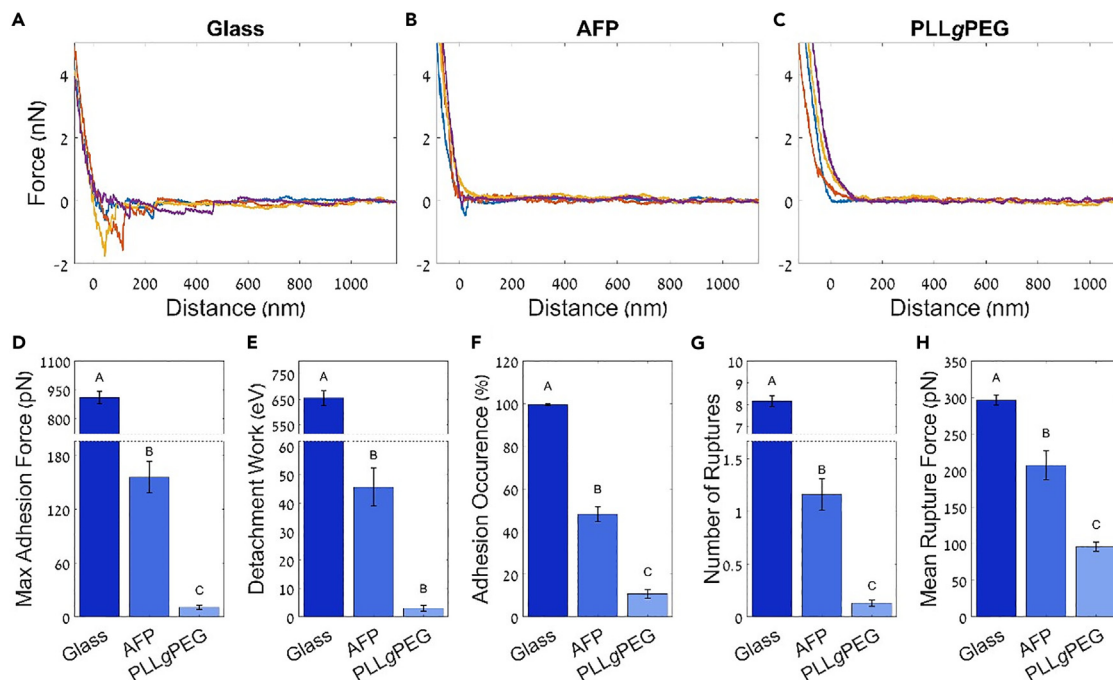 A
Glass
B
AFP
C
PLLgPEG
Force (nN)
4
2
0
-2
0 200 400 600 800 1000
Distance (nm)
4
2
0
-2
0 200 400 600 800 1000
Distance (nm)
4
2
0
-2
0 200 400 600 800 1000
Distance (nm)
D
Max Adhesion Force (pN)
1100
950
800
180
120
60
0
A
B
C
Glass
AFP
PLLgPEG
E
Detachment Work (eV)
750
650
550
60
50
40
30
20
10
0
A
B
B
Glass
AFP
PLLgPEG
F
Adhesion Occurence (%)
120
100
80
60
40
20
0
A
B
C
Glass
AFP
PLLgPEG
G
Number of Ruptures
10
9
8
7
6
1.5
1
0.5
0
A
B
C
Glass
AFP
PLLgPEG
H
Mean Rupture Force (pN)
350
300
250
200
150
100
50
0
A
B
C
Glass
AFP
PLLgPEG